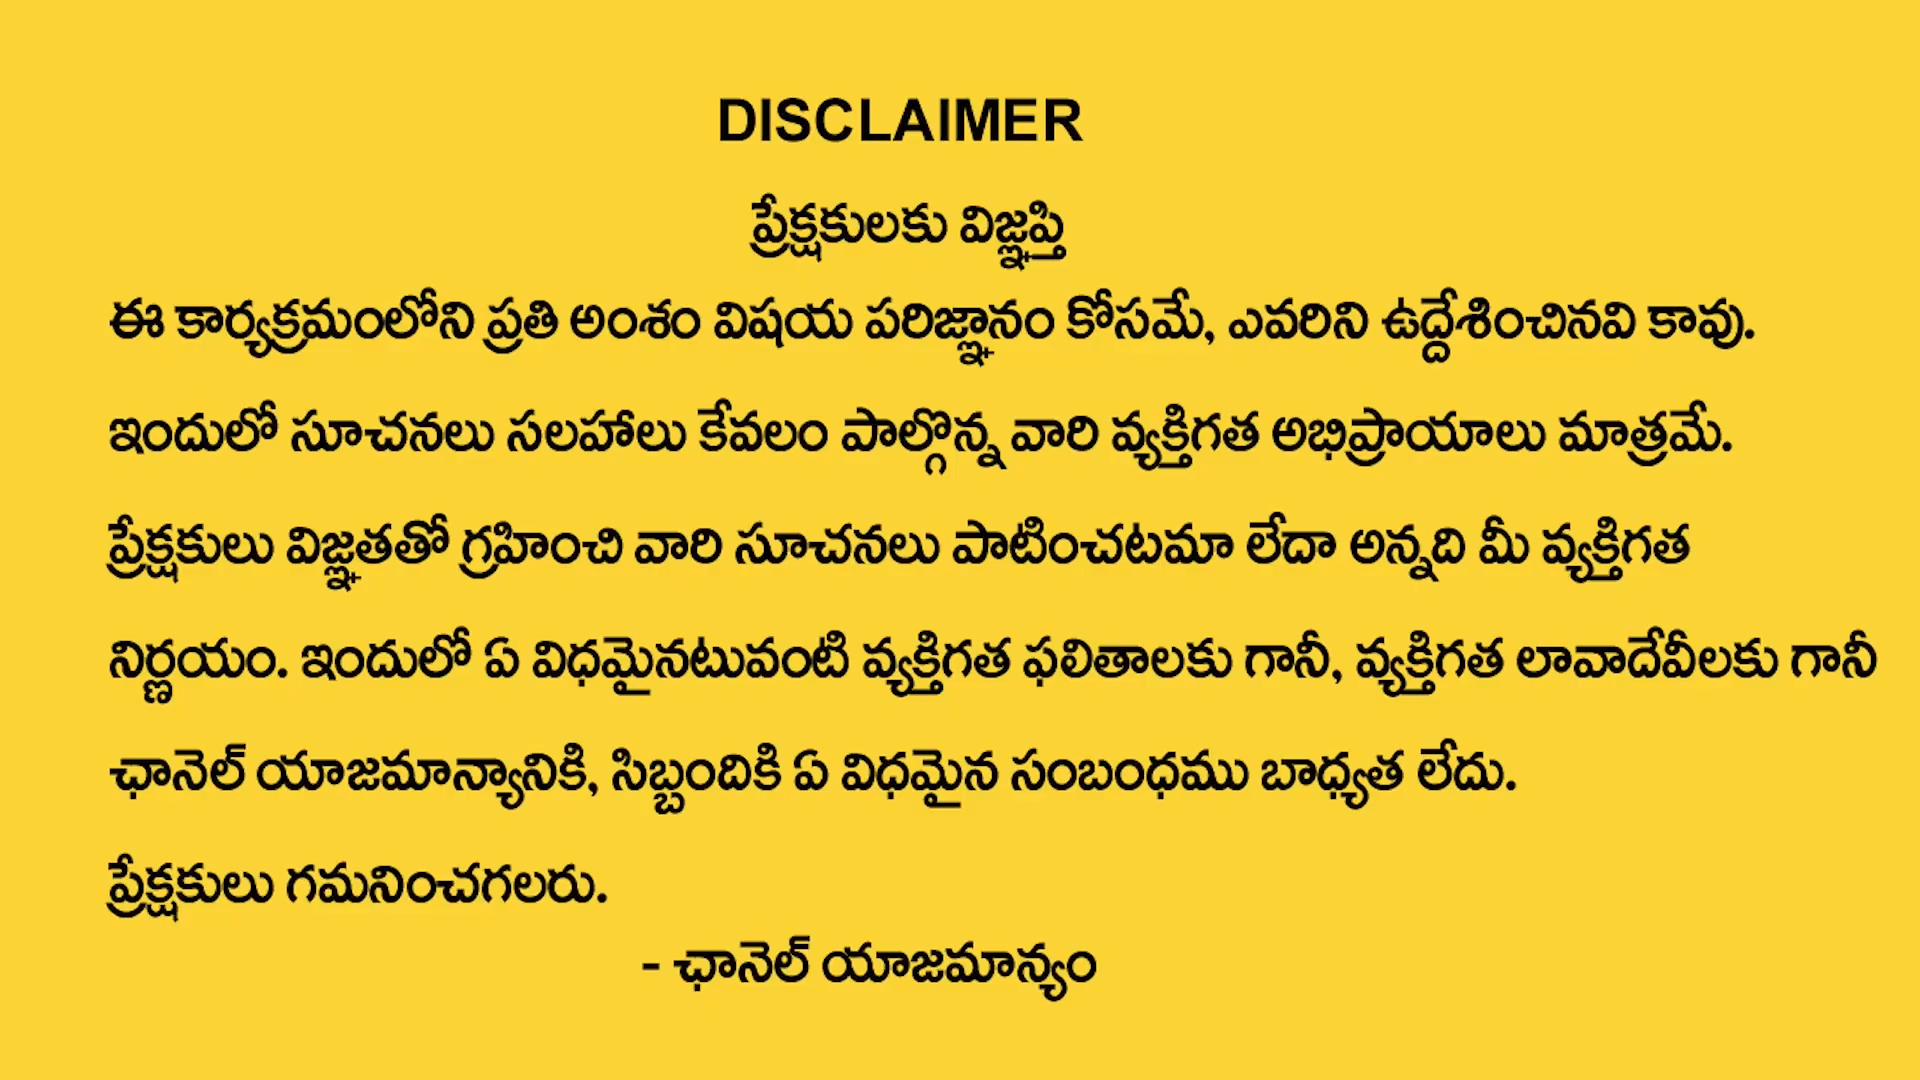 DISCLAIMER
ప్రేక్షకులకు విజ్ఞప్తి
ఈ కార్యక్రమంలోని ప్రతి అంశం విషయ పరిజ్ఞానం కోసమే, ఎవరిని ఉద్దేశించినవి కావు.
ఇందులో సూచనలు సలహాలు కేవలం పాల్గొన్న వారి వ్యక్తిగత అభిప్రాయాలు మాత్రమే.
ప్రేక్షకులు విజ్ఞతతో గ్రహించి వారి సూచనలు పాటించటమా లేదా అన్నది మీ వ్యక్తిగత
నిర్ణయం. ఇందులో ఏ విధమైనటువంటి వ్యక్తిగత ఫలితాలకు గానీ, వ్యక్తిగత లావాదేవీలకు గానీ
ఛానెల్ యాజమాన్యానికి, సిబ్బందికి ఏ విధమైన సంబంధము బాధ్యత లేదు.
ప్రేక్షకులు గమనించగలరు.
- ఛానెల్ యాజమాన్యం